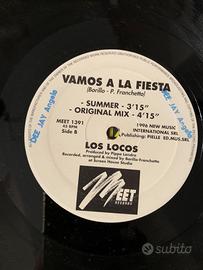 VAMOS A LA FIESTA
(Borillo - P. Franchetto)
- SUMMER - 3'15"
- ORIGINAL MIX - 4'15"
MEET 1391
45 RPM
Side B
1996 NEW MUSIC
INTERNATIONAL SRL
Publishing: PIELLE ED.MUS.SRL
LOS LOCOS
Produced by Pippo Landro
Recorded, arranged & mixed by Borillo-Franchetto
at Screen House Studio
DEE JAY Angelo
DEE JAY Angelo
MEET
RECORDS
subito